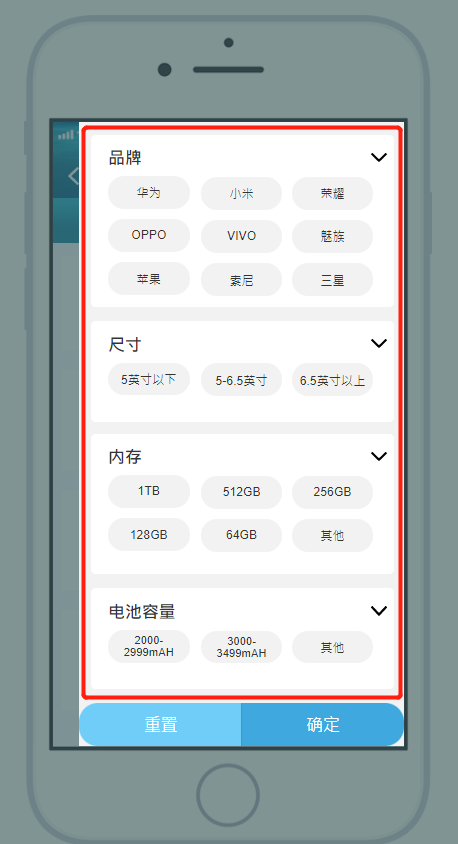 品牌
华为 小米 荣耀
OPPO VIVO 魅族
苹果 索尼 三星
尺寸
5英寸以下 5-6.5英寸 6.5英寸以上
内存
1TB 512GB 256GB
128GB 64GB 其他
电池容量
2000-
2999mAH
3000-
3499mAH
其他
重置 确定